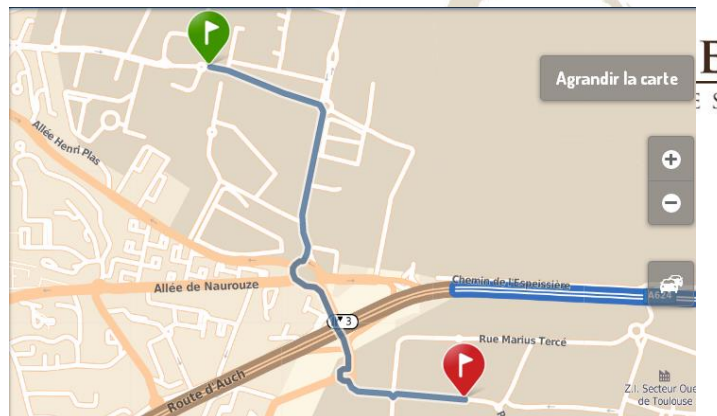 E
Agrandir la carte
E S
Allée Henri Plas
+
−
Allée de Naurouze
Chemin de l'Espeissière
A624
3
Rue Marius Tercé
Route d'Auch
Z.I. Secteur Oue
de Toulouse